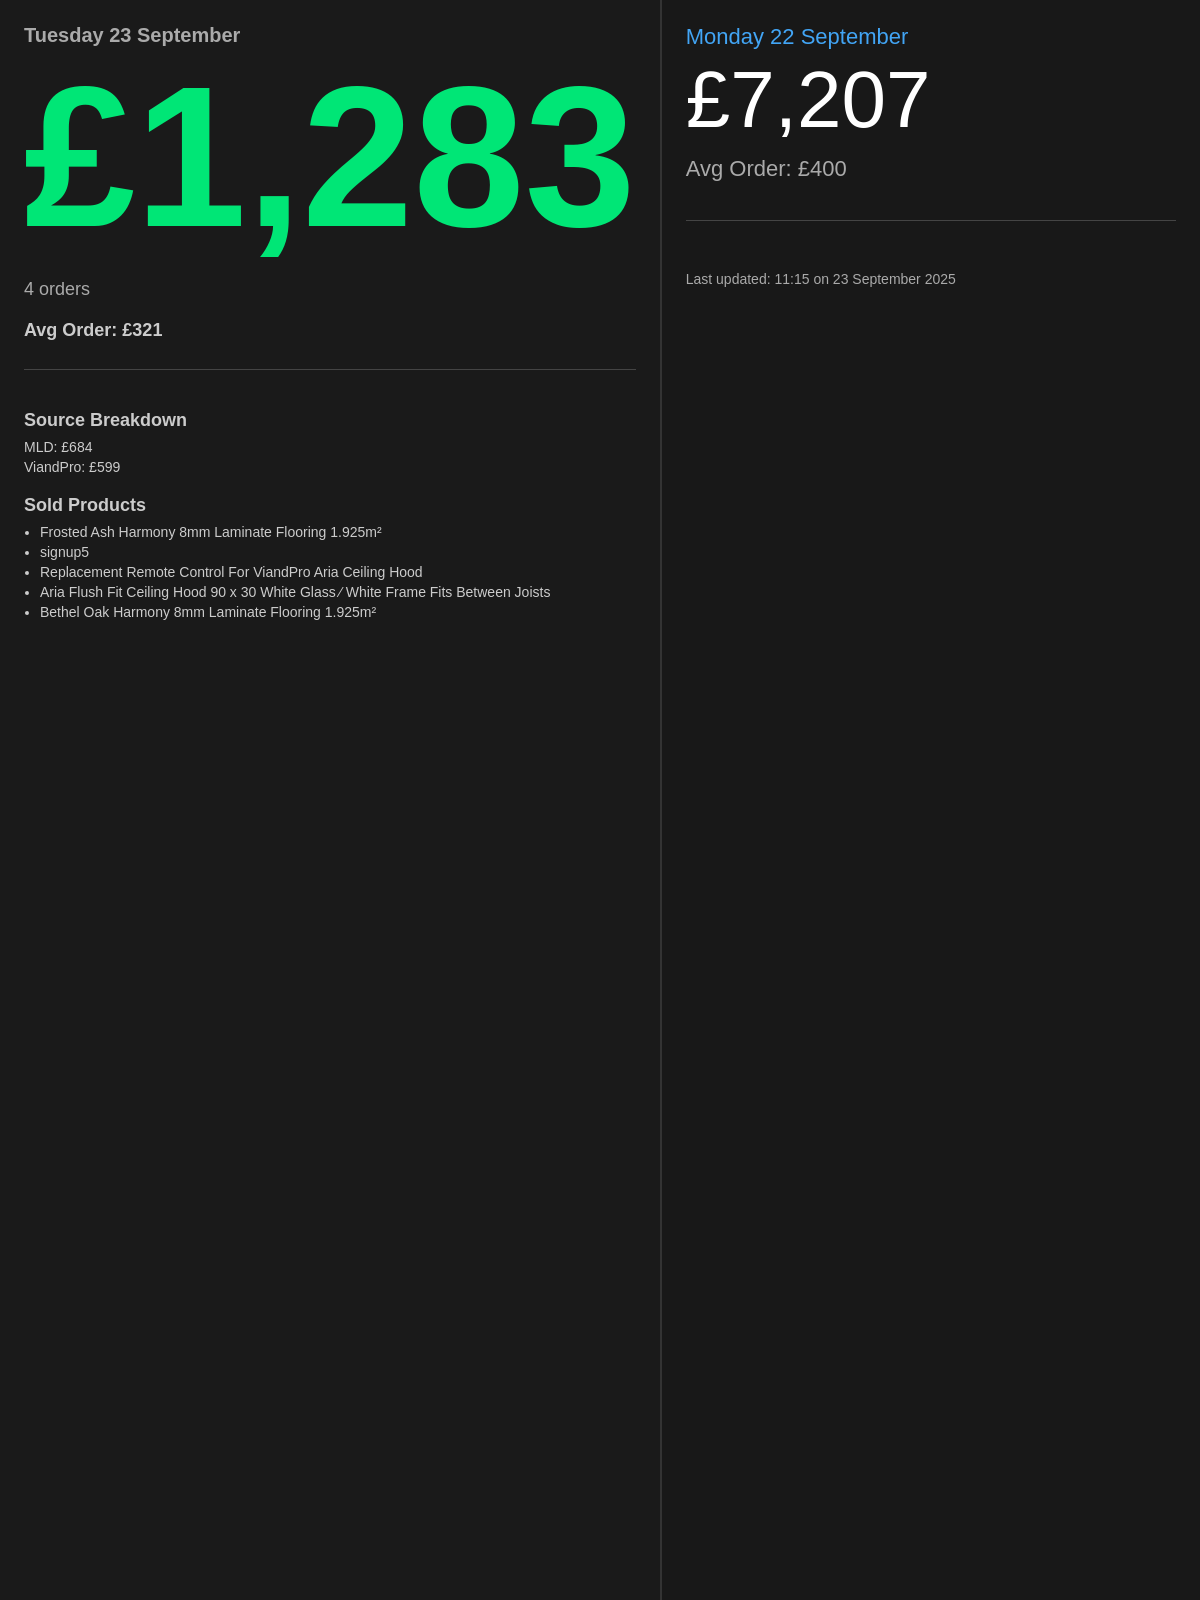 Tuesday 23 September
£1,283
4 orders
Avg Order: £321
Source Breakdown
MLD: £684
ViandPro: £599
Sold Products
• Frosted Ash Harmony 8mm Laminate Flooring 1.925m²
• signup5
• Replacement Remote Control For ViandPro Aria Ceiling Hood
• Aria Flush Fit Ceiling Hood 90 x 30 White Glass ⁄ White Frame Fits Between Joists
• Bethel Oak Harmony 8mm Laminate Flooring 1.925m²
Monday 22 September
£7,207
Avg Order: £400
Last updated: 11:15 on 23 September 2025